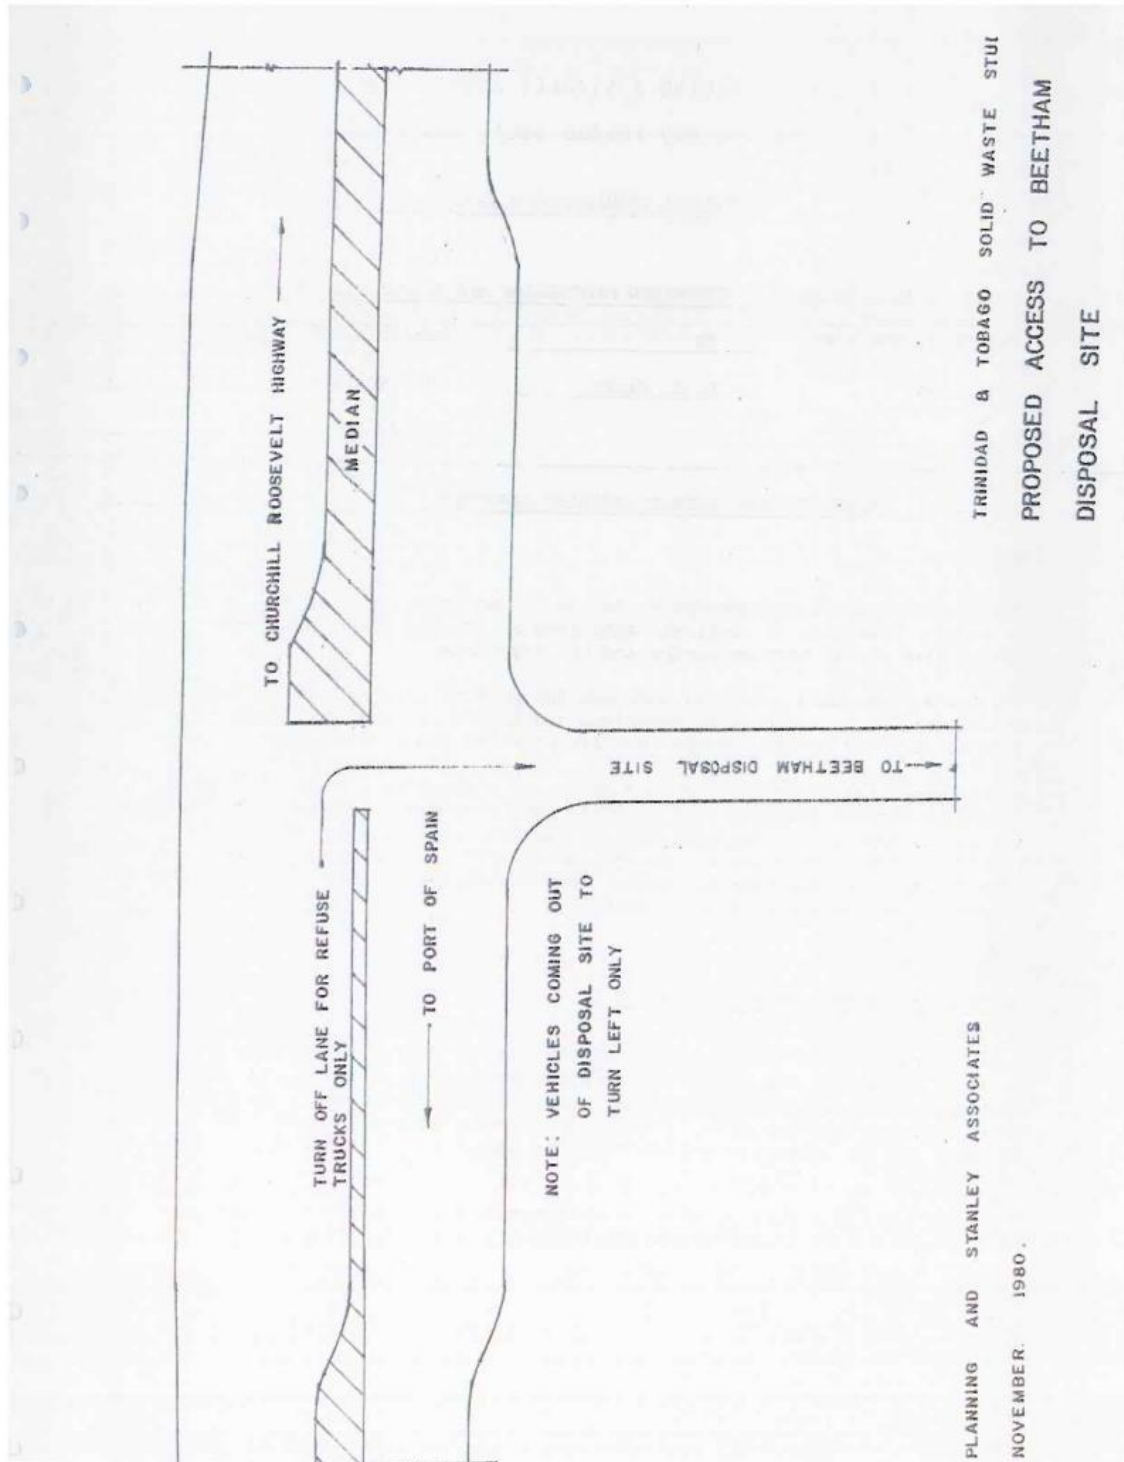 TO CHURCHILL ROOSEVELT HIGHWAY
MEDIAN
TURN OFF LANE FOR REFUSE
TRUCKS ONLY
TO PORT OF SPAIN
TO BEETHAM DISPOSAL SITE
NOTE: VEHICLES COMING OUT
OF DISPOSAL SITE TO
TURN LEFT ONLY
PLANNING AND STANLEY ASSOCIATES
NOVEMBER. 1980.
TRINIDAD & TOBAGO SOLID WASTE
PROPOSED ACCESS TO BEETHAM
DISPOSAL SITE